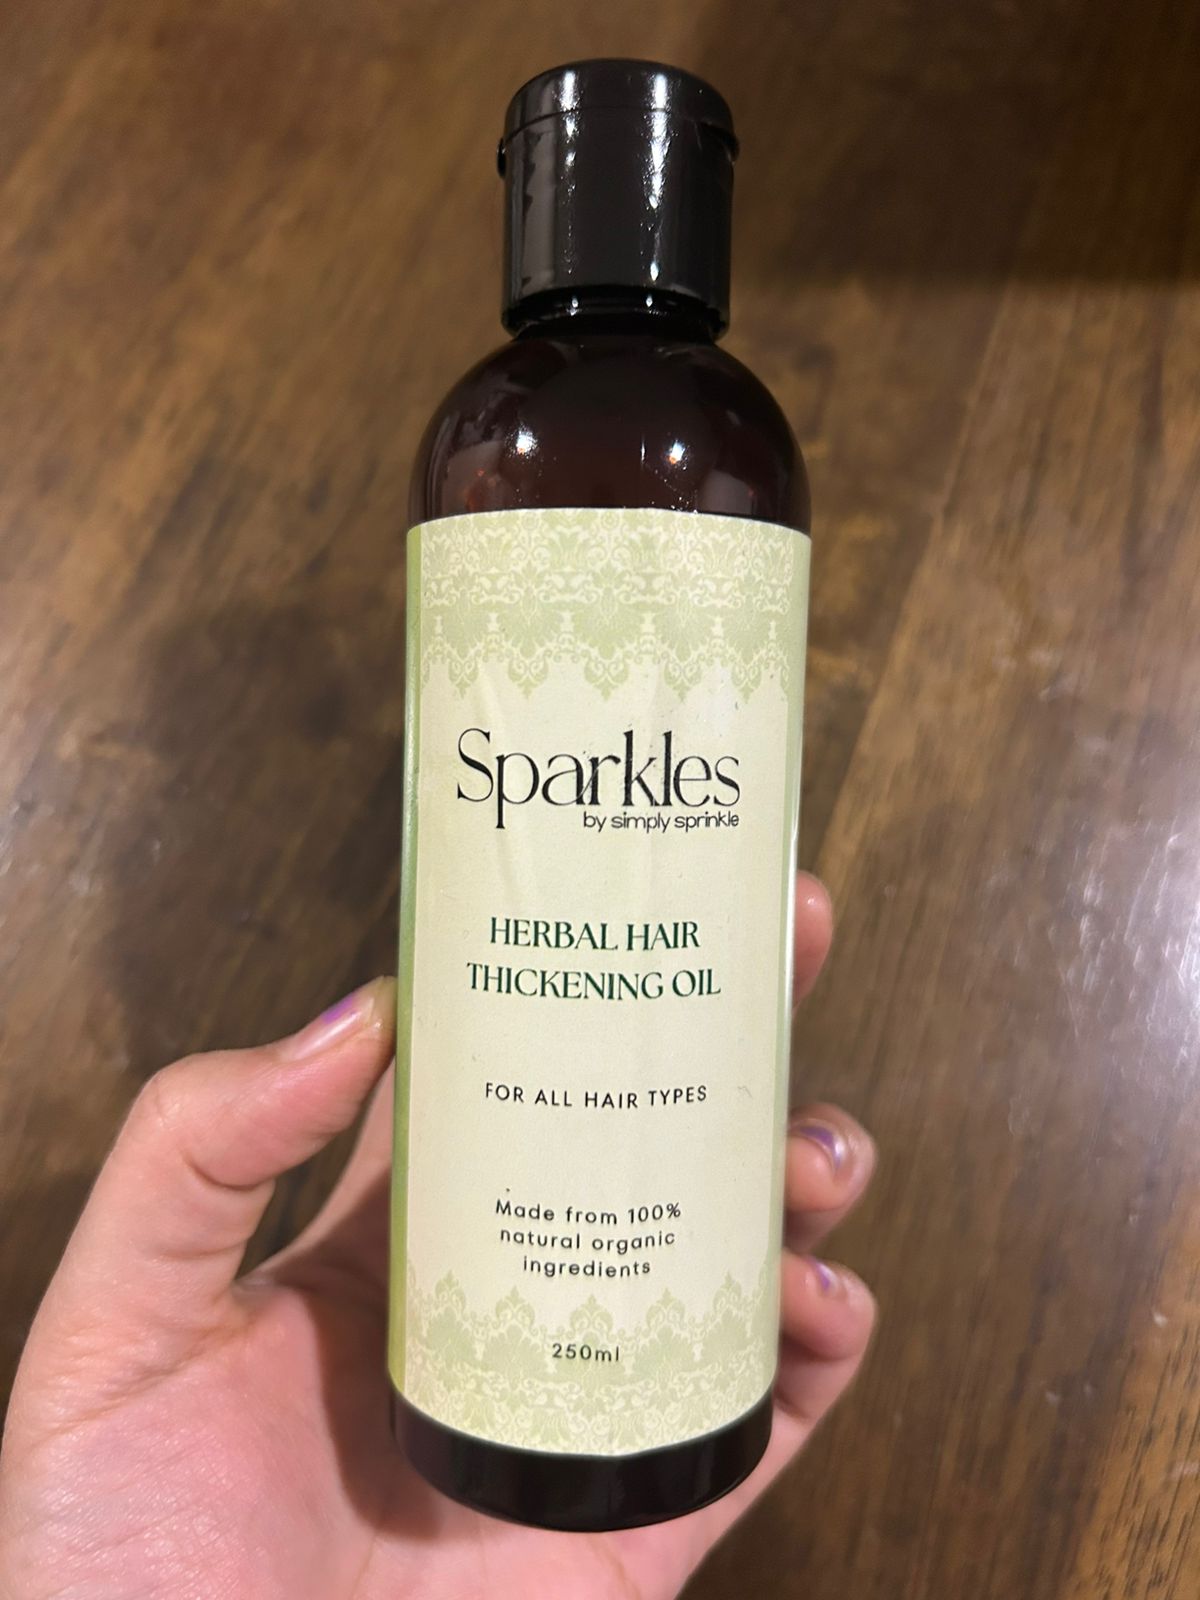 Sparkles
by simply sprinkle
HERBAL HAIR
THICKENING OIL
FOR ALL HAIR TYPES
Made from 100%
natural organic
ingredients
250ml